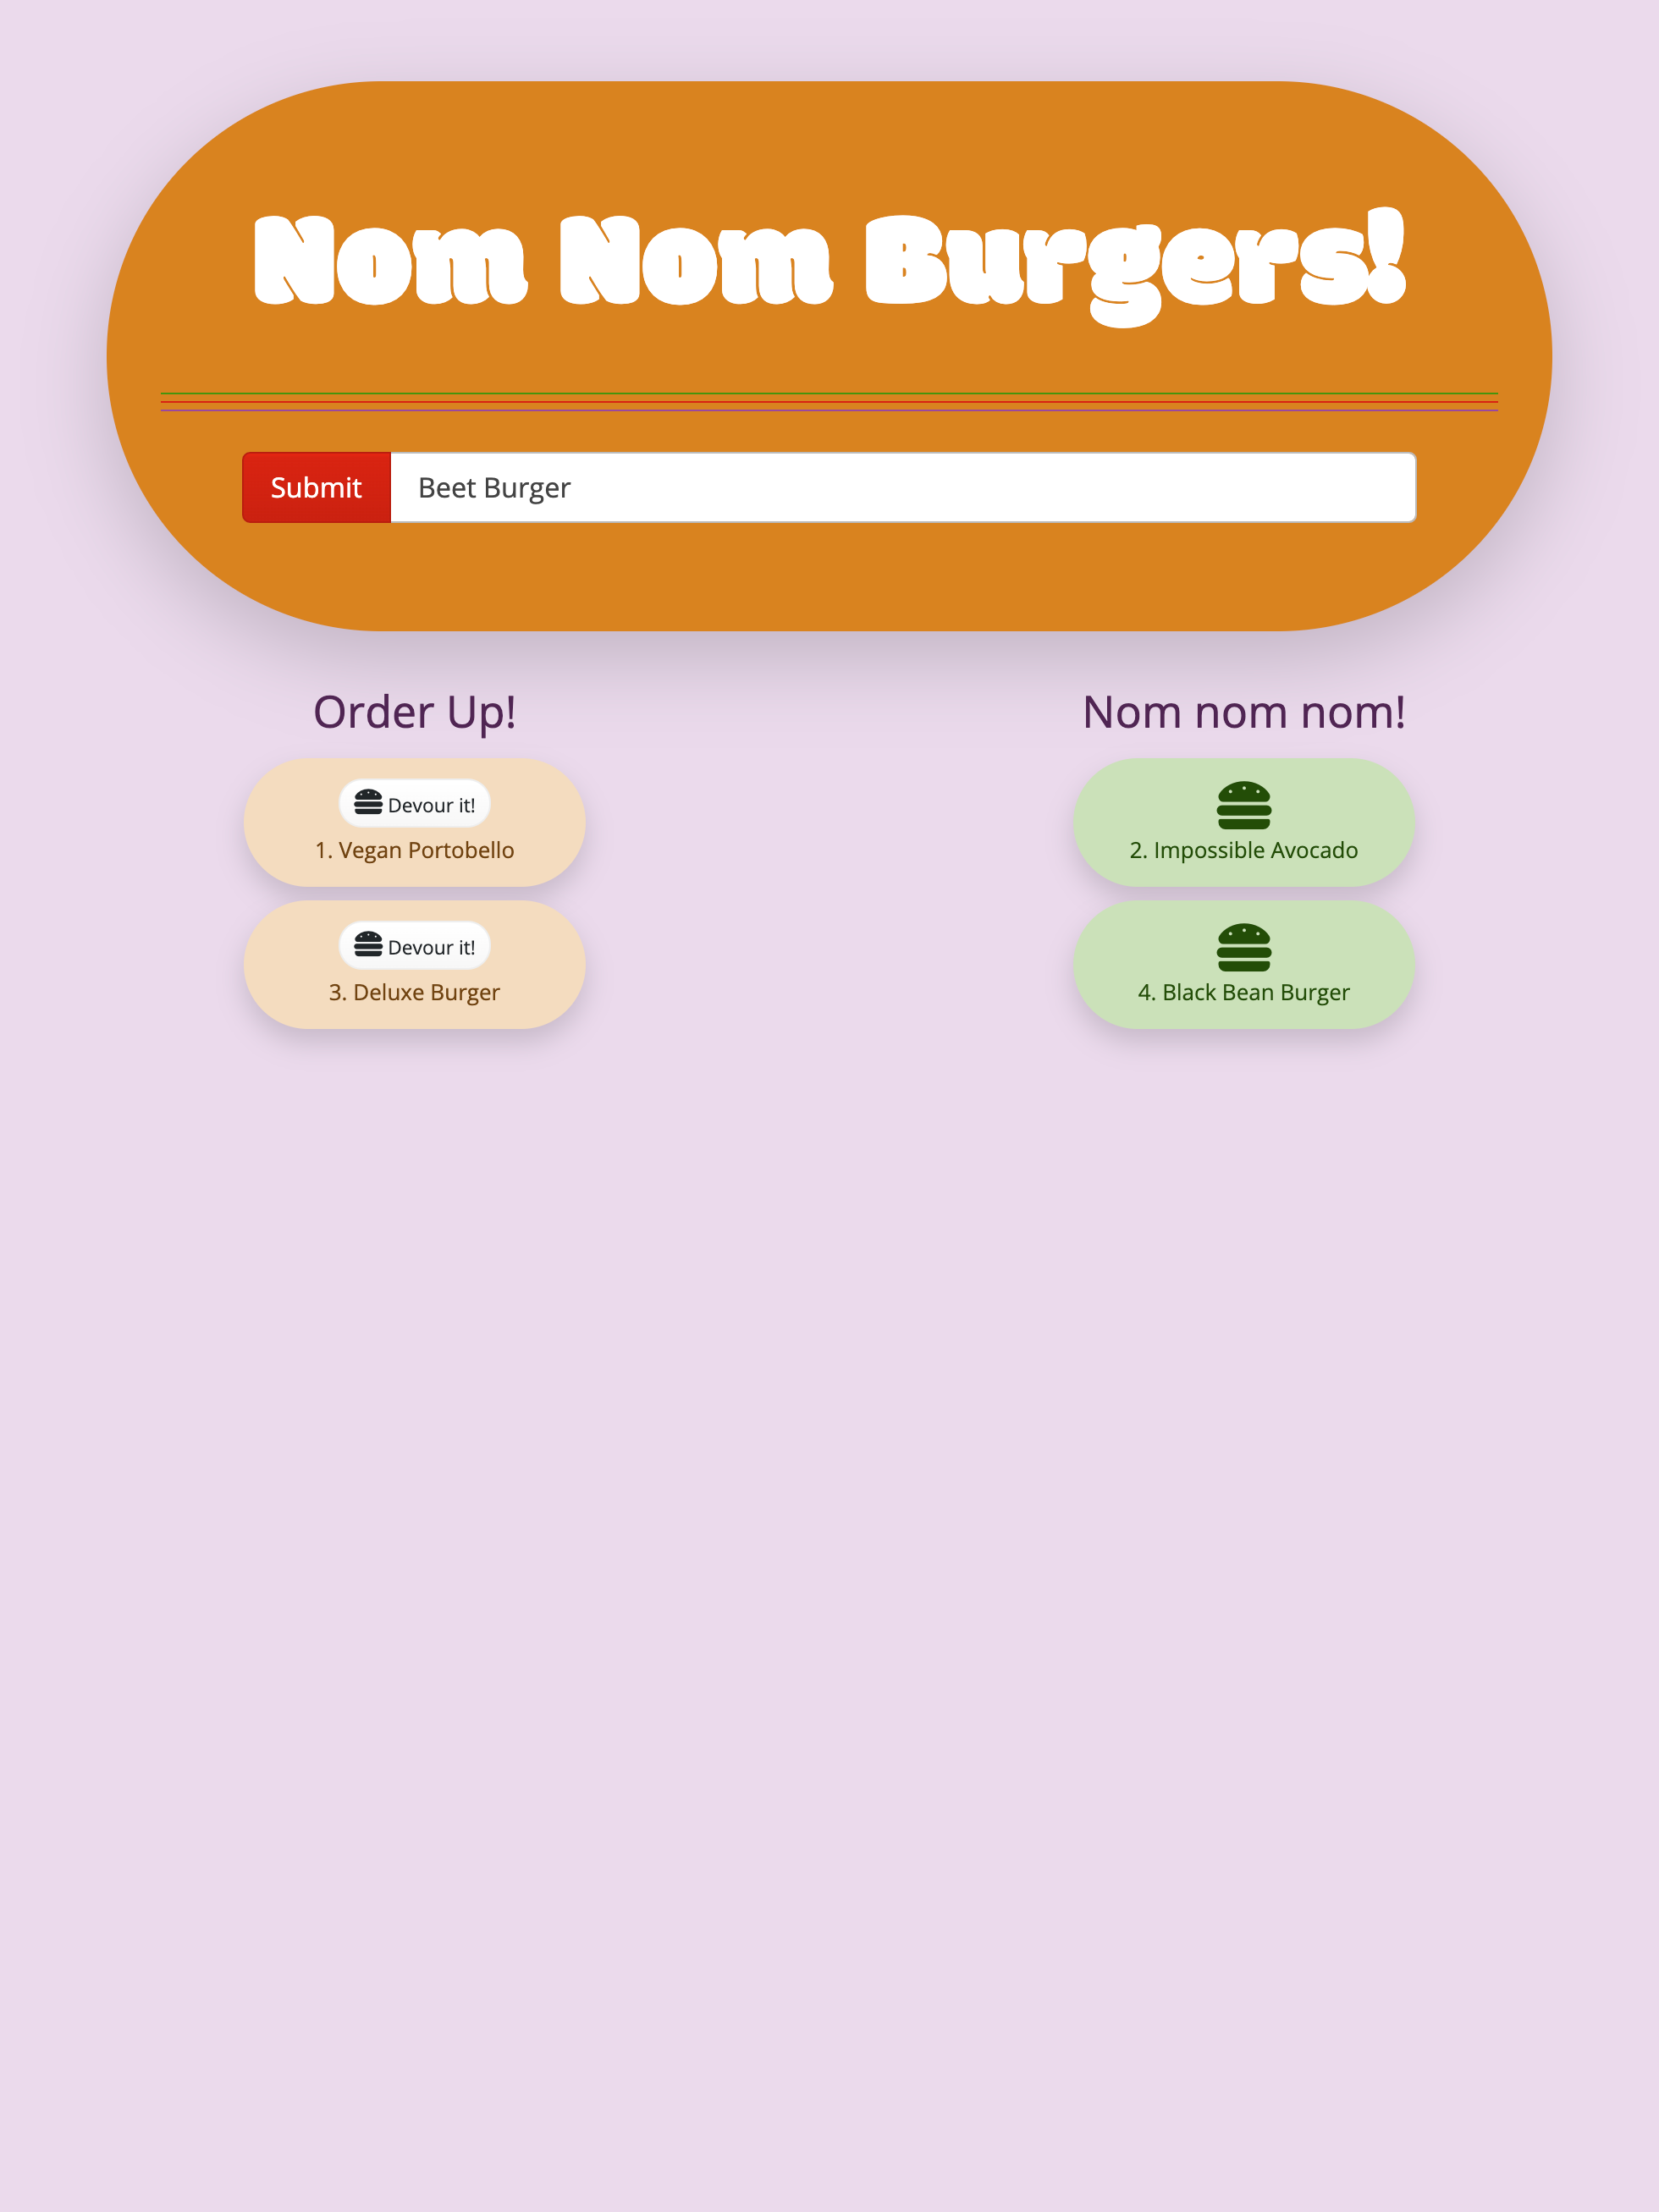 Nom Nom Burgers!
Submit
Beet Burger
Order Up!
Devour it!
1. Vegan Portobello
Devour it!
3. Deluxe Burger
Nom nom nom!
2. Impossible Avocado
4. Black Bean Burger